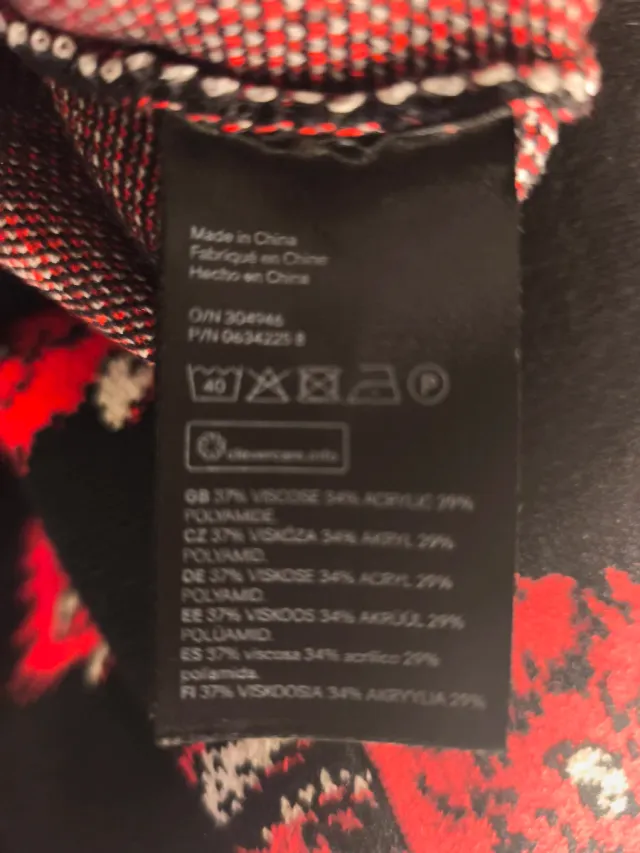 Made in China
Fabriqué en Chine
Hecho en China
O/N 304946
P/N 0634225 8
40 P
clevercare.info
GB 37% VISCOSE 34% ACRYLIC 29%
POLYAMIDE.
CZ 37% VISKÓZA 34% AKRYL 29%
POLYAMID.
DE 37% VISKOSE 34% ACRYL 29%
POLYAMID.
EE 37% VISKOOS 34% AKRÜÜL 29%
POLÜAMID.
ES 37% viscosa 34% acrílico 29%
poliamida.
FI 37% VISKOOSIA 34% AKRYYLIA 29%